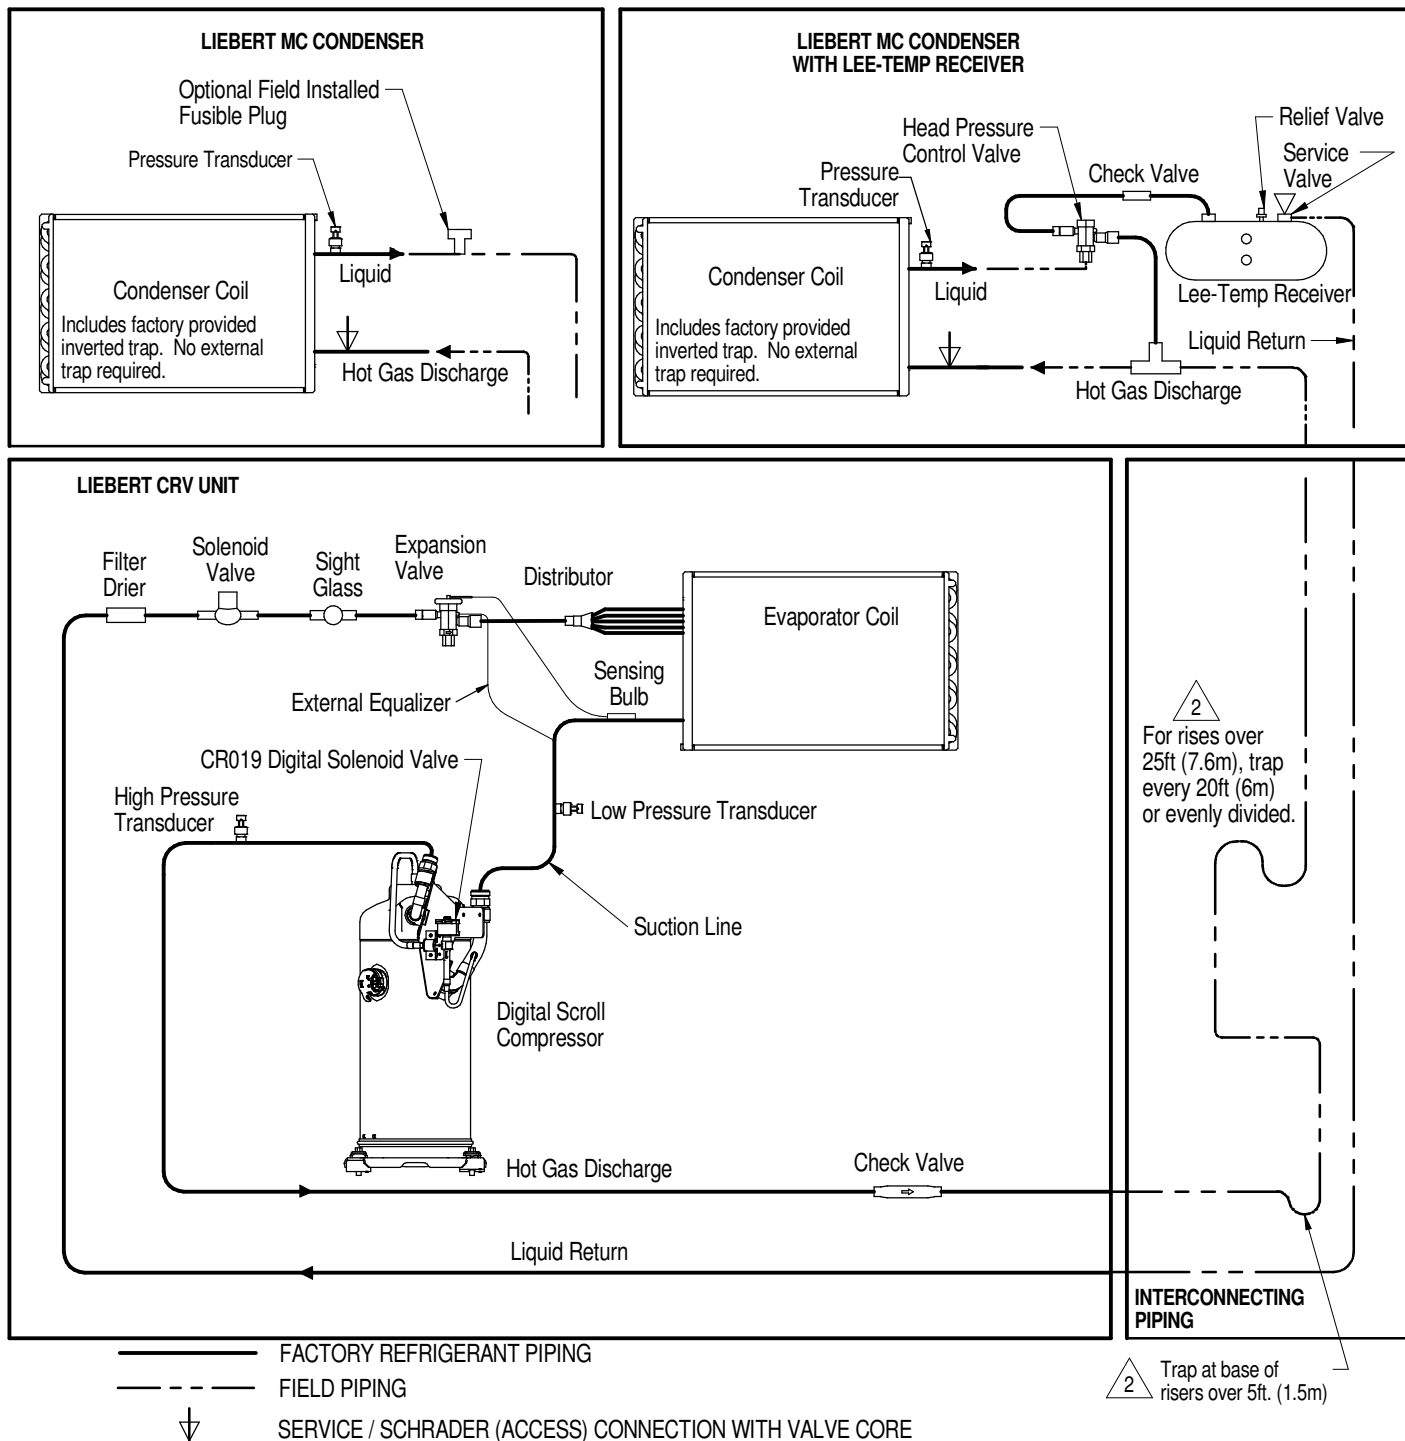 LIEBERT MC CONDENSER
Optional Field Installed
Fusible Plug
Pressure Transducer
Liquid
Condenser Coil
Includes factory provided
inverted trap. No external
trap required.
Hot Gas Discharge
LIEBERT MC CONDENSER
WITH LEE-TEMP RECEIVER
Head Pressure
Control Valve
Pressure
Transducer
Check Valve
Relief Valve
Service
Valve
Condenser Coil
Includes factory provided
inverted trap. No external
trap required.
Liquid
Lee-Temp Receiver
Liquid Return
Hot Gas Discharge
LIEBERT CRV UNIT
Filter
Drier
Solenoid
Valve
Sight
Glass
Expansion
Valve
Distributor
Evaporator Coil
Sensing
Bulb
External Equalizer
CR019 Digital Solenoid Valve
High Pressure
Transducer
Low Pressure Transducer
Suction Line
Digital Scroll
Compressor
Hot Gas Discharge
Check Valve
Liquid Return
2
For rises over
25ft (7.6m), trap
every 20ft (6m)
or evenly divided.
INTERCONNECTING
PIPING
2
Trap at base of
risers over 5ft. (1.5m)
FACTORY REFRIGERANT PIPING
FIELD PIPING
SERVICE / SCHRADER (ACCESS) CONNECTION WITH VALVE CORE